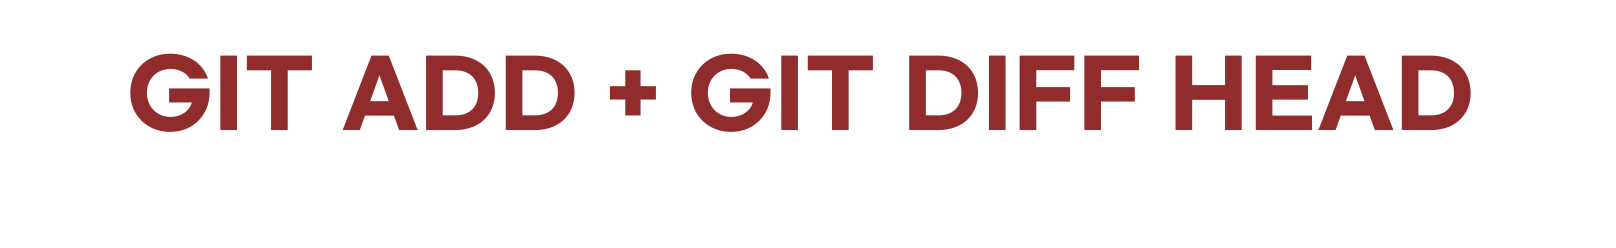 GIT ADD + GIT DIFF HEAD